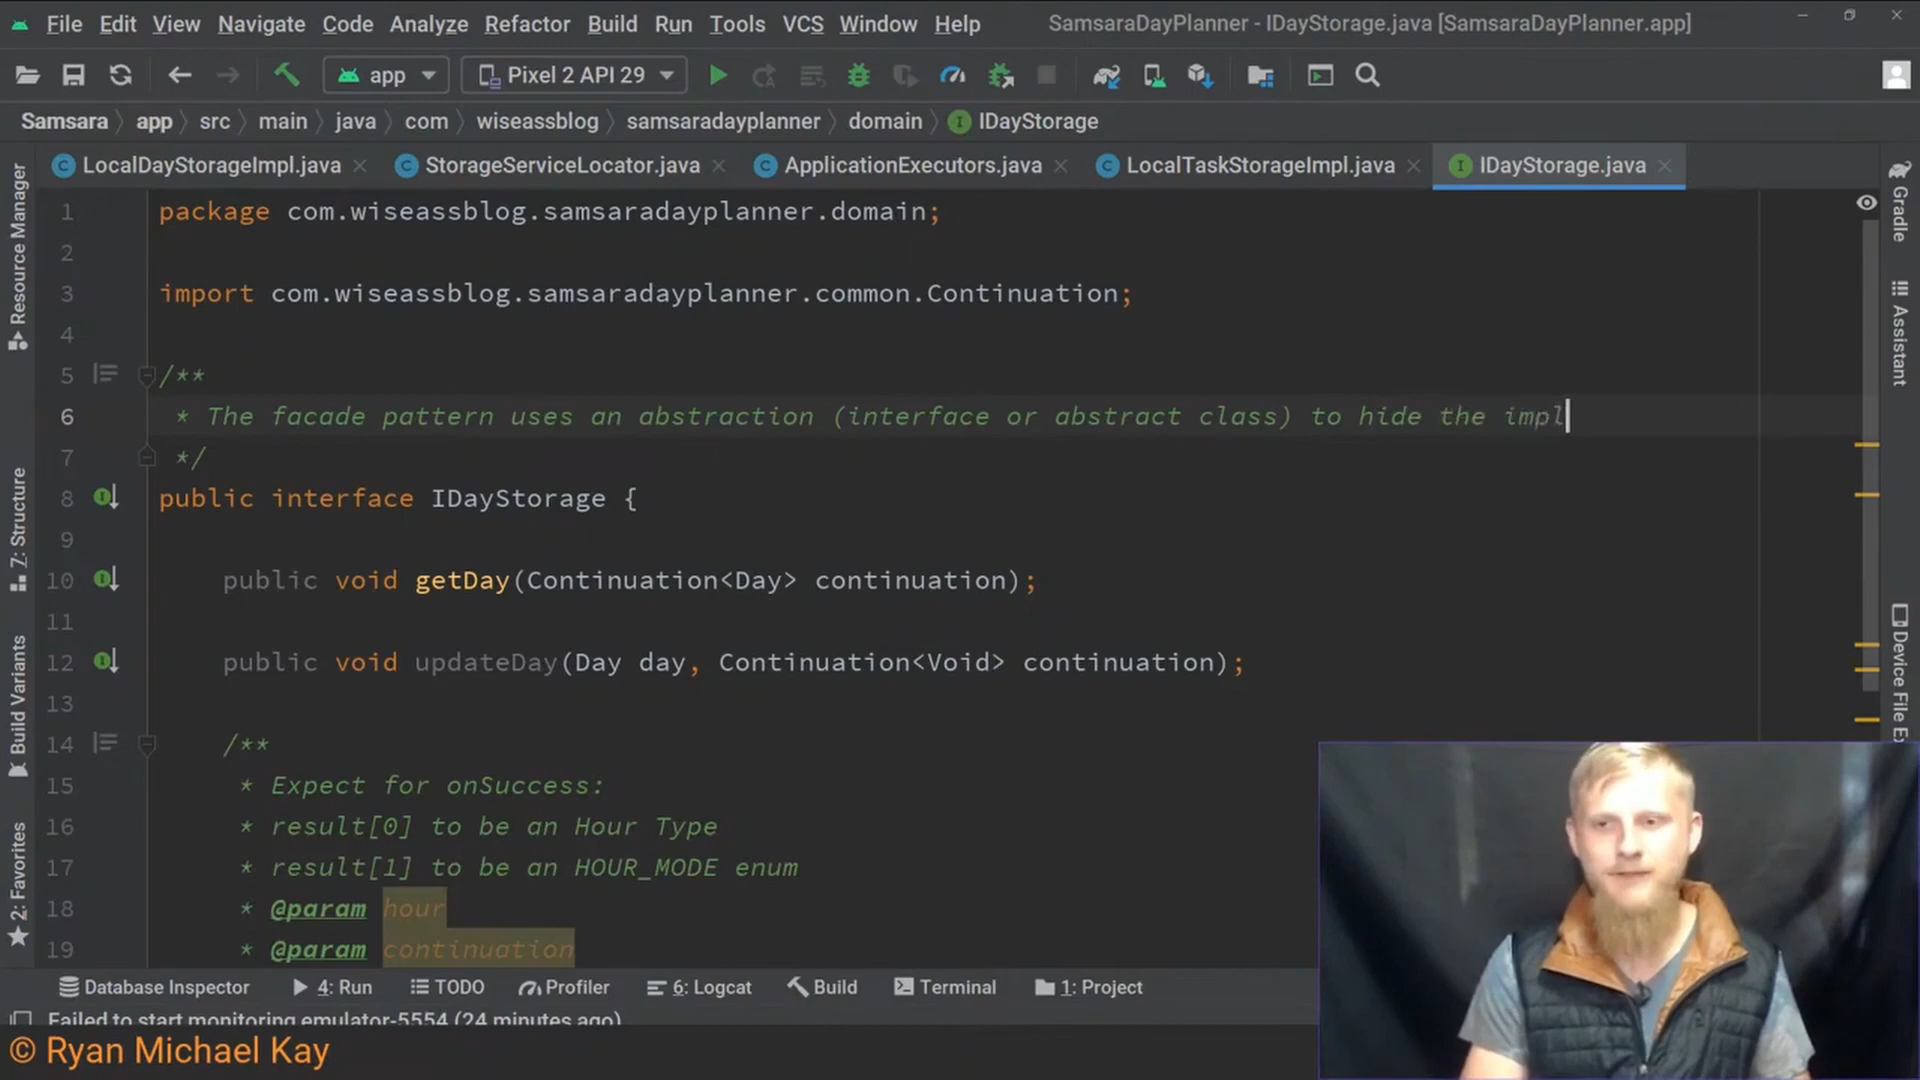 File Edit View Navigate Code Analyze Refactor Build Run Tools VCS Window Help SamsaraDayPlanner - IDayStorage.java [SamsaraDayPlanner.app]
app Pixel 2 API 29
Samsara app src main java com wiseassblog samsaradayplanner domain I IDayStorage
C LocalDayStorageImpl.java C StorageServiceLocator.java C ApplicationExecutors.java C LocalTaskStorageImpl.java I IDayStorage.java
1 package com.wiseassblog.samsaradayplanner.domain;
2
3 import com.wiseassblog.samsaradayplanner.common.Continuation;
4
5 /**
6 * The facade pattern uses an abstraction (interface or abstract class) to hide the impl
7 */
8 public interface IDayStorage {
9
10 public void getDay(Continuation<Day> continuation);
11
12 public void updateDay(Day day, Continuation<Void> continuation);
13
14 /**
15 * Expect for onSuccess:
16 * result[0] to be an Hour Type
17 * result[1] to be an HOUR_MODE enum
18 * @param hour
19 * @param continuation
Resource Manager
7: Structure
Build Variants
2: Favorites
Gradle
Assistant
Device File Ex
Database Inspector 4: Run TODO Profiler 6: Logcat Build Terminal 1: Project
Failed to start monitoring emulator-5554 (24 minutes ago)
© Ryan Michael Kay